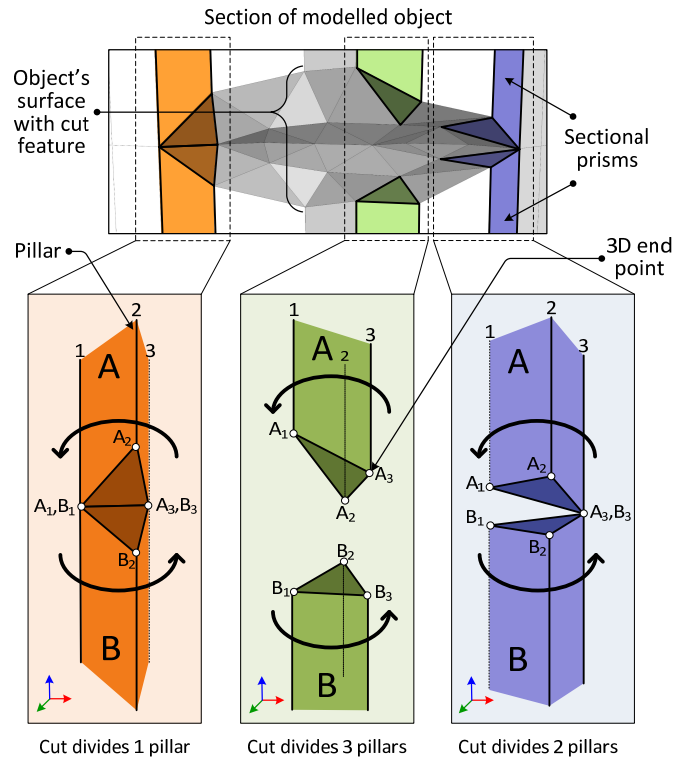 Section of modelled object
Object's
surface
with cut
feature
Sectional
prisms
Pillar
3D end
point
1
2
3
A
A₂
A₁,B₁
A₃,B₃
B₂
B
1
3
A
2
A₁
A₃
A₂
B₂
B₁
B₃
B
1
2
3
A
A₂
A₁
B₁
A₃,B₃
B₂
B
Cut divides 1 pillar
Cut divides 3 pillars
Cut divides 2 pillars